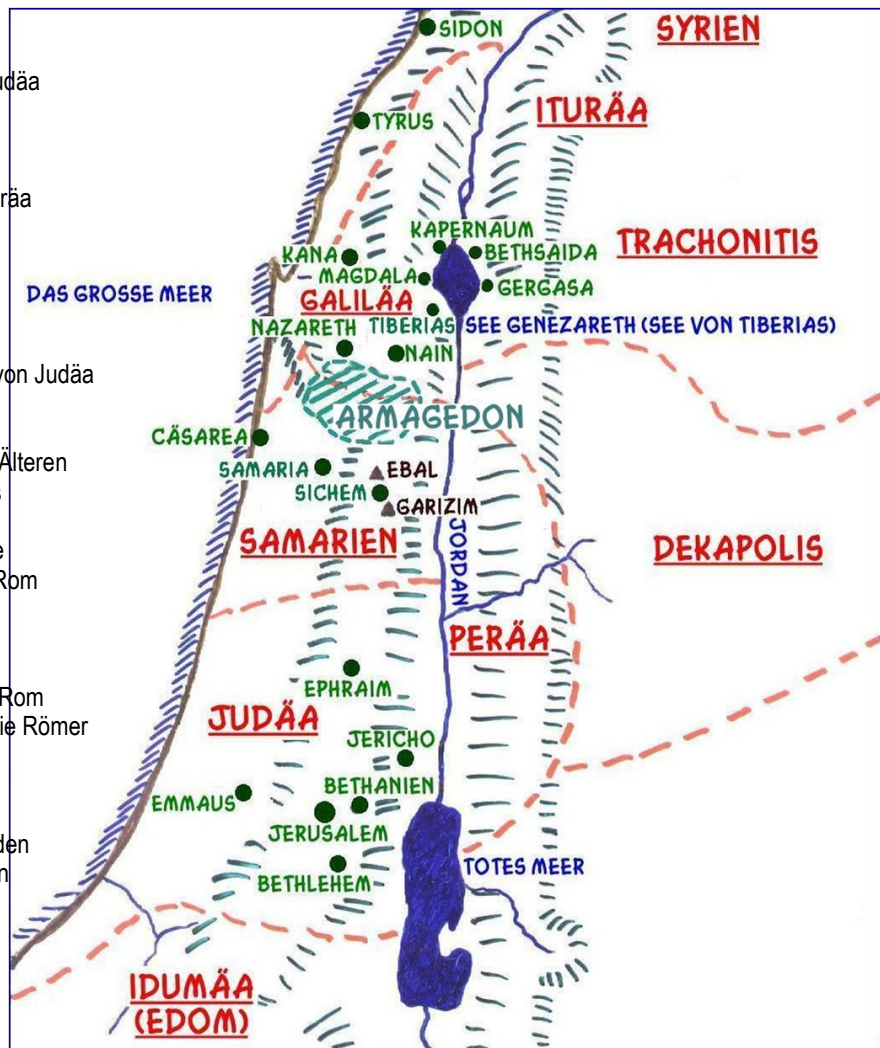 SIDON
SYRIEN
udäa
TYRUS
ITURÄA
räa
KAPERNAUM
KANA
BETHSAIDA
TRACHONITIS
MAGDALA
GERGASA
DAS GROSSE MEER
GALILÄA
NAZARETH
TIBERIAS
SEE GENEZARETH (SEE VON TIBERIAS)
NAIN
von Judäa
ARMAGEDON
CÄSAREA
Älteren
SAMARIA
EBAL
SICHEM
GARIZIM
SAMARIEN
JORDAN
DEKAPOLIS
Rom
PERÄA
EPHRAIM
Rom
JUDÄA
ie Römer
JERICHO
BETHANIEN
EMMAUS
JERUSALEM
den
TOTES MEER
BETHLEHEM
IDUMÄA
(EDOM)